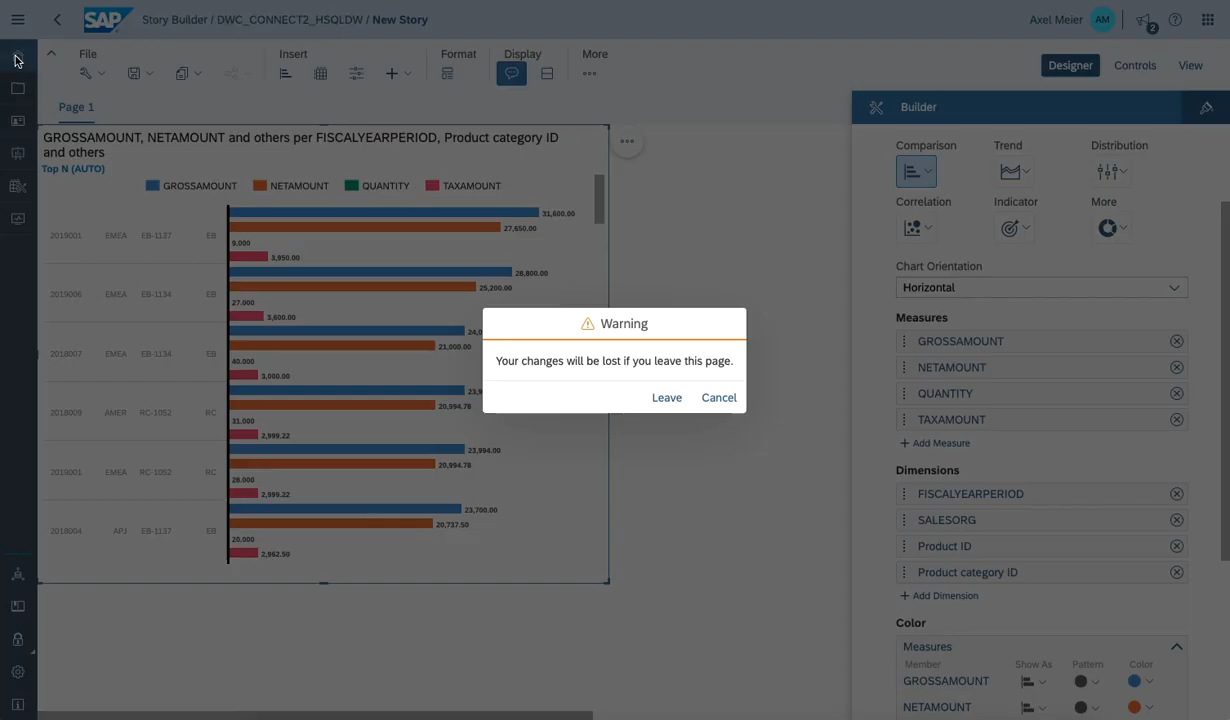 SAP Story Builder / DWC_CONNECT2_HSQLDW / New Story
Axel Meier AM 2
File Insert Format Display More
Designer Controls View
Page 1
GROSSAMOUNT, NETAMOUNT and others per FISCALYEARPERIOD, Product category ID
and others
Top N (AUTO)
GROSSAMOUNT NETAMOUNT QUANTITY TAXAMOUNT
31,600.00
27,650.00
2019001 EMEA EB-1137 EB
9.000
3,950.00
28,800.00
25,200.00
2019006 EMEA EB-1134 EB
27.000
3,600.00
21,000.00
2018007 EMEA EB-1134 EB
40.000
3,000.00
20,994.78
2018009 AMER RC-1052 RC
31.000
2,999.22
23,994.00
20,994.78
2019001 EMEA RC-1052 RC
28.000
2,999.22
23,700.00
20,737.50
2018004 APJ EB-1137 EB
20.000
2,962.50
Warning
Your changes will be lost if you leave this page.
Leave Cancel
Builder
Comparison Trend Distribution
Correlation Indicator More
Chart Orientation
Horizontal
Measures
GROSSAMOUNT
NETAMOUNT
QUANTITY
TAXAMOUNT
+ Add Measure
Dimensions
FISCALYEARPERIOD
SALESORG
Product ID
Product category ID
+ Add Dimension
Color
Measures
Member Show As Pattern Color
GROSSAMOUNT
NETAMOUNT